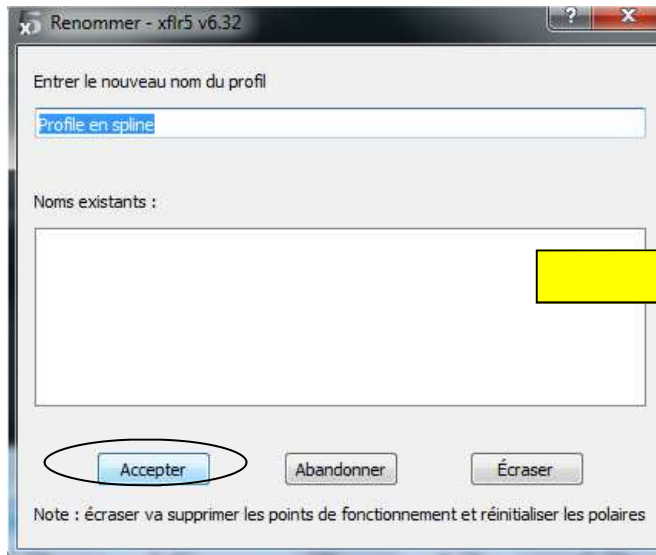 Renommer - xflr5 v6.32
Entrer le nouveau nom du profil
Profile en spline
Noms existants :
Accepter
Abandonner
Écraser
Note : écraser va supprimer les points de fonctionnement et réinitialiser les polaires